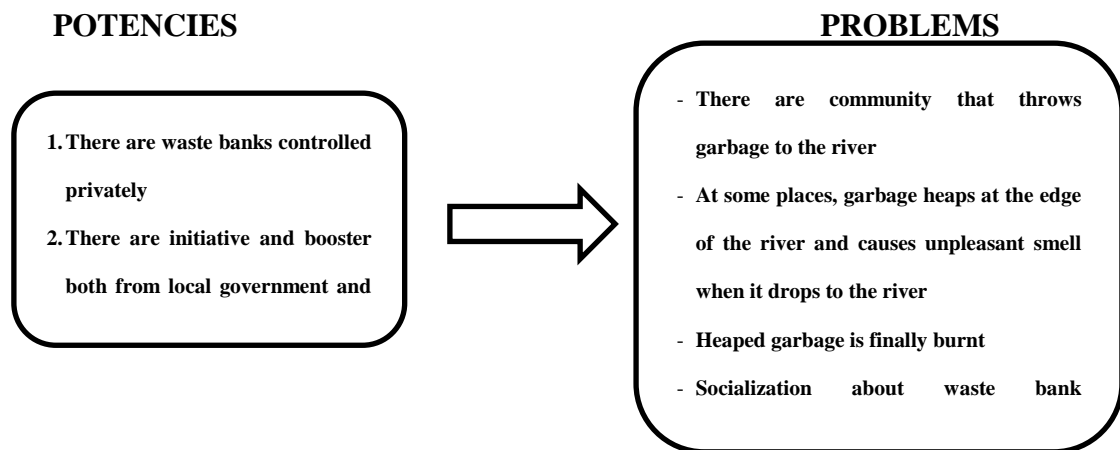 POTENCIES
PROBLEMS
1. There are waste banks controlled
privately
2. There are initiative and booster
both from local government and
- There are community that throws
garbage to the river
- At some places, garbage heaps at the edge
of the river and causes unpleasant smell
when it drops to the river
- Heaped garbage is finally burnt
- Socialization about waste bank